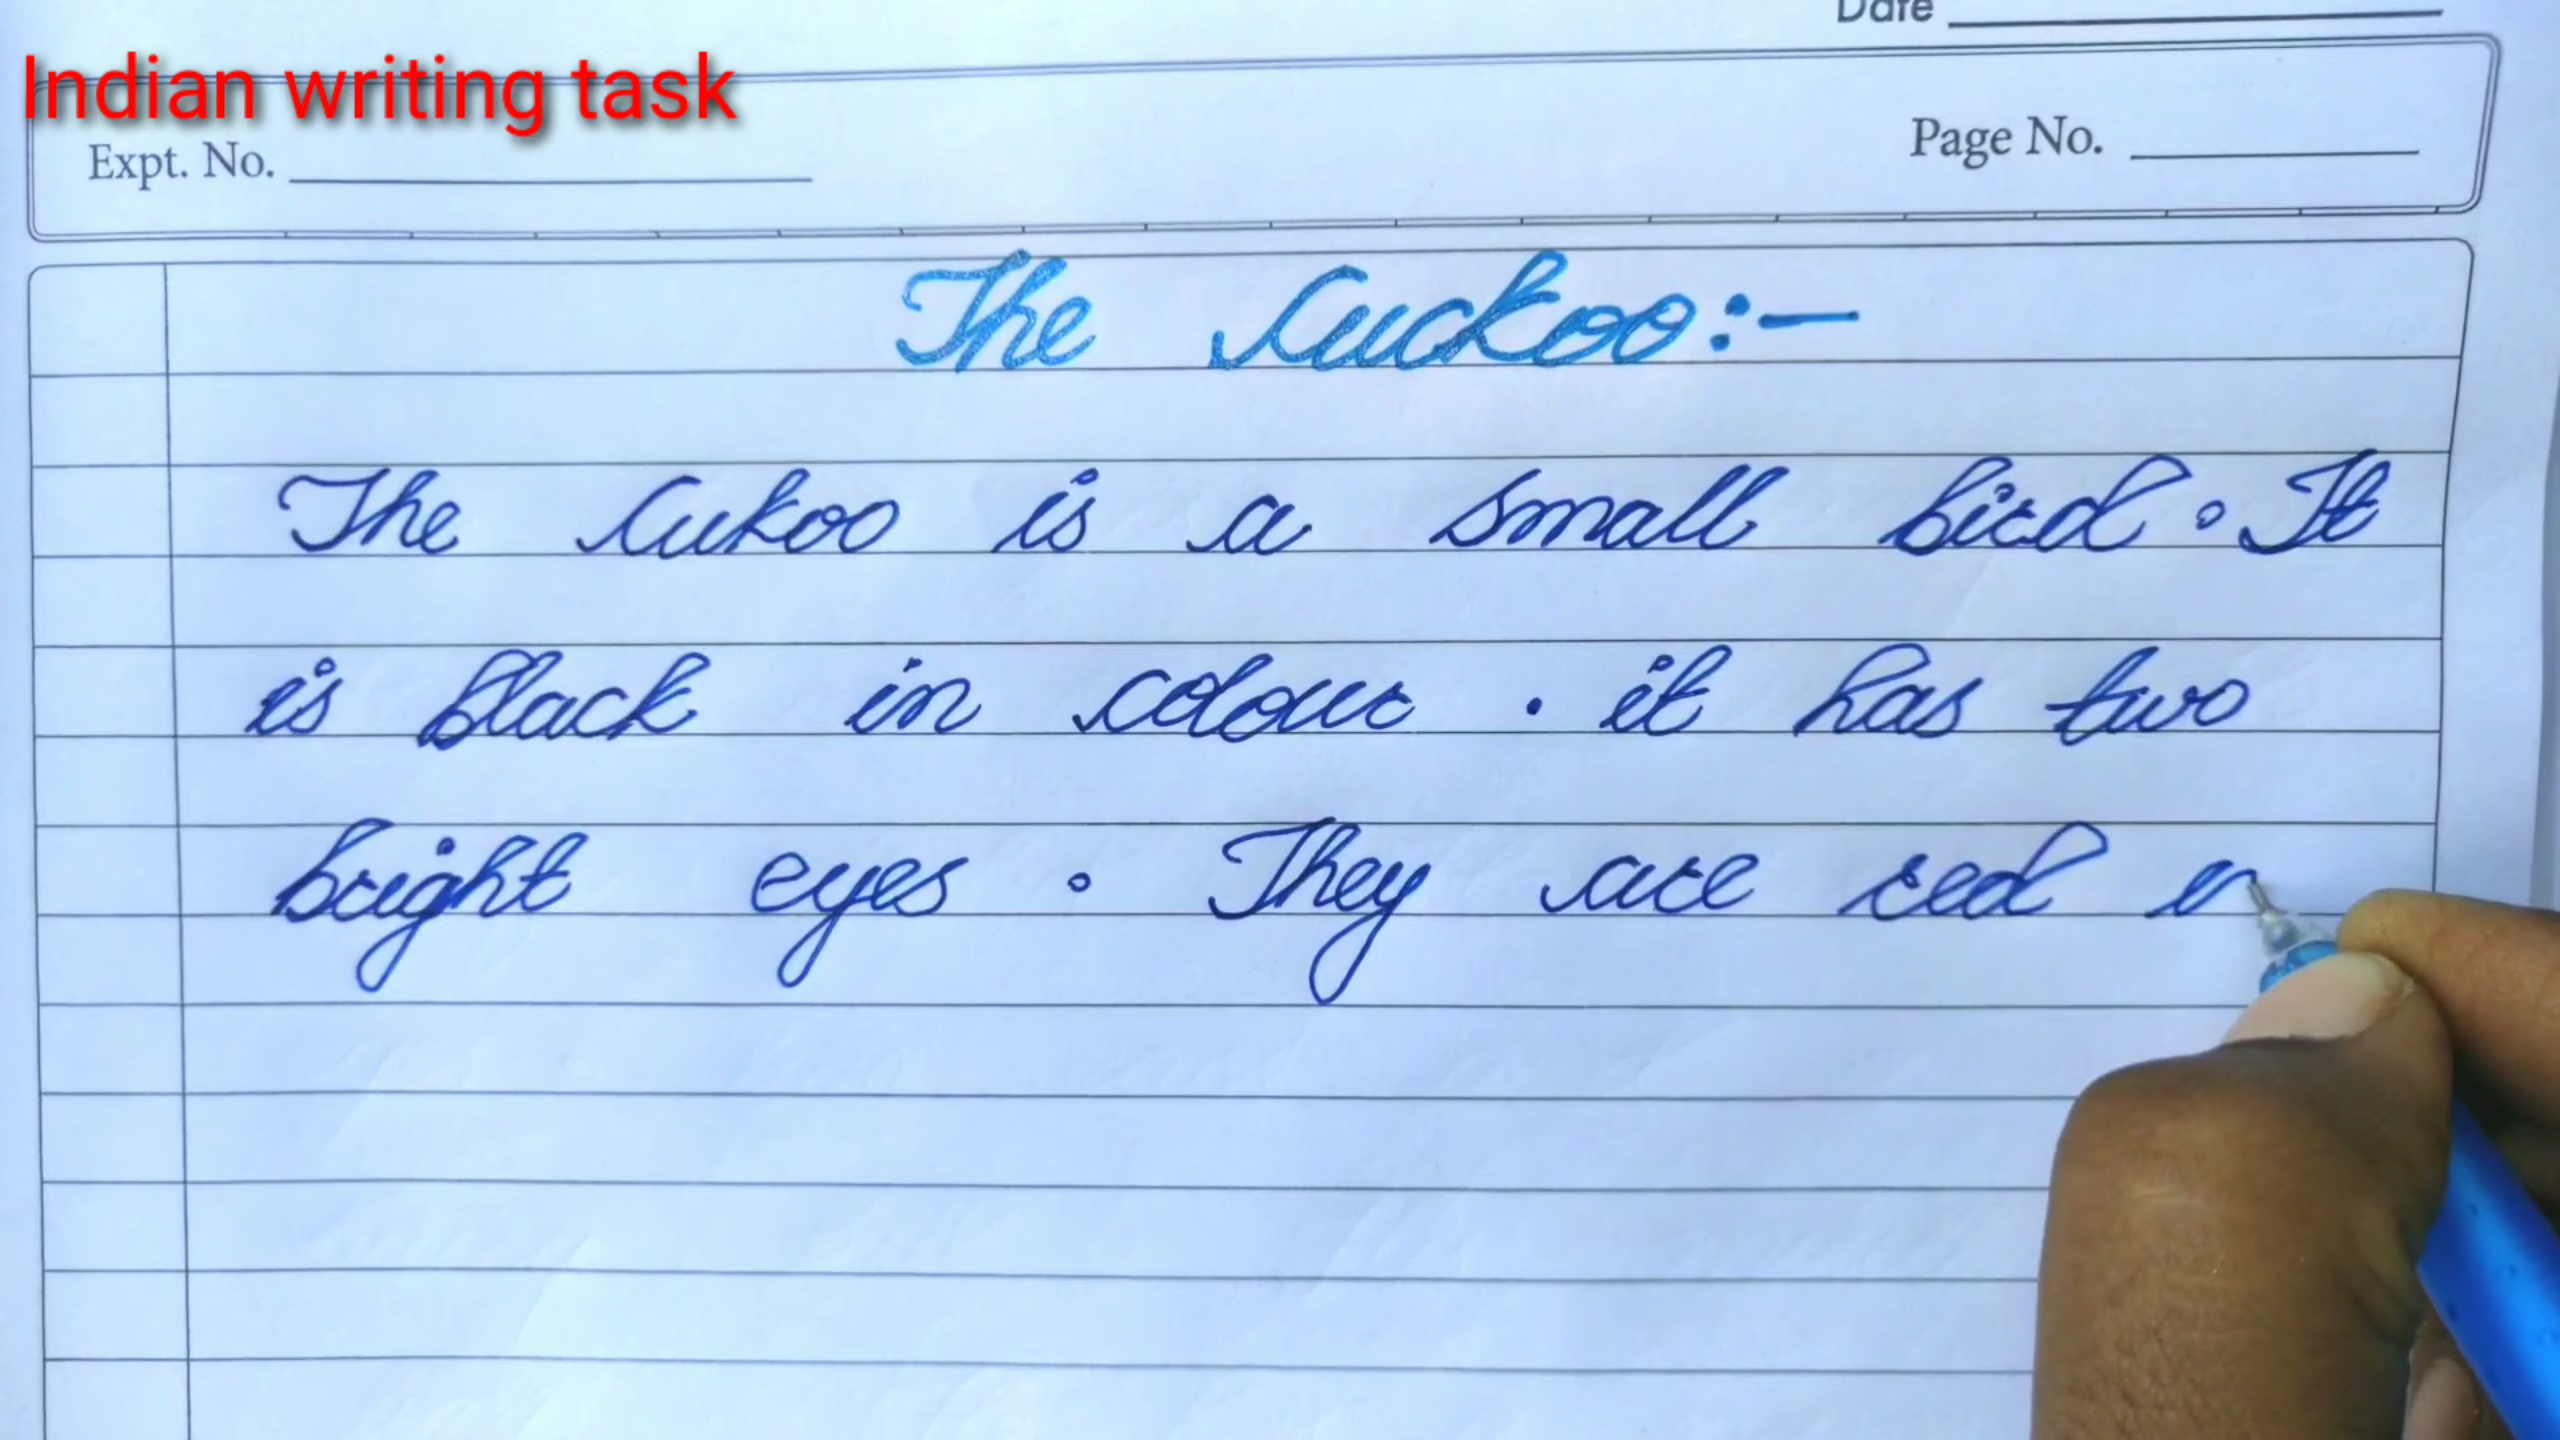 Date
Indian writing task
Expt. No.
Page No.
The Cuckoo:-
The Cukoo is a small bird. It
is black in colour. it has two
bright eyes. They are red